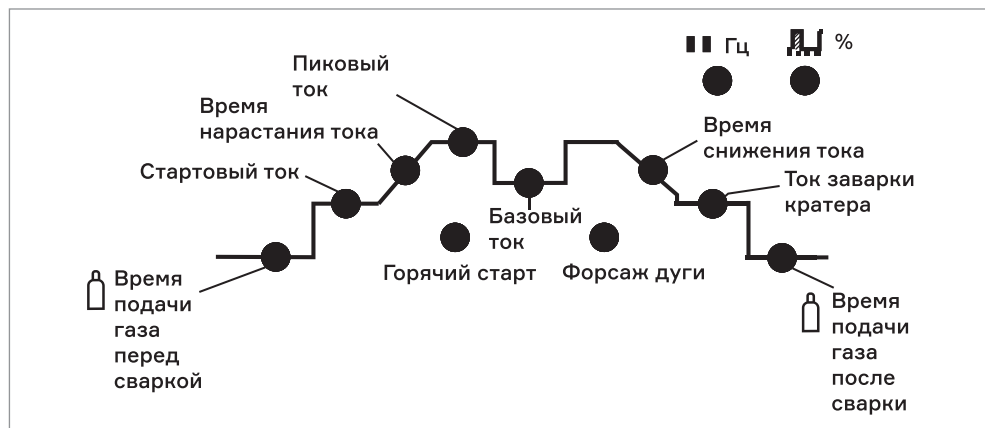 Гц
%
Пиковый
ток
Время
нарастания тока
Время
снижения тока
Стартовый ток
Ток заварки
кратера
Базовый
ток
Горячий старт
Форсаж дуги
Время
подачи
газа
перед
сваркой
Время
подачи
газа
после
сварки